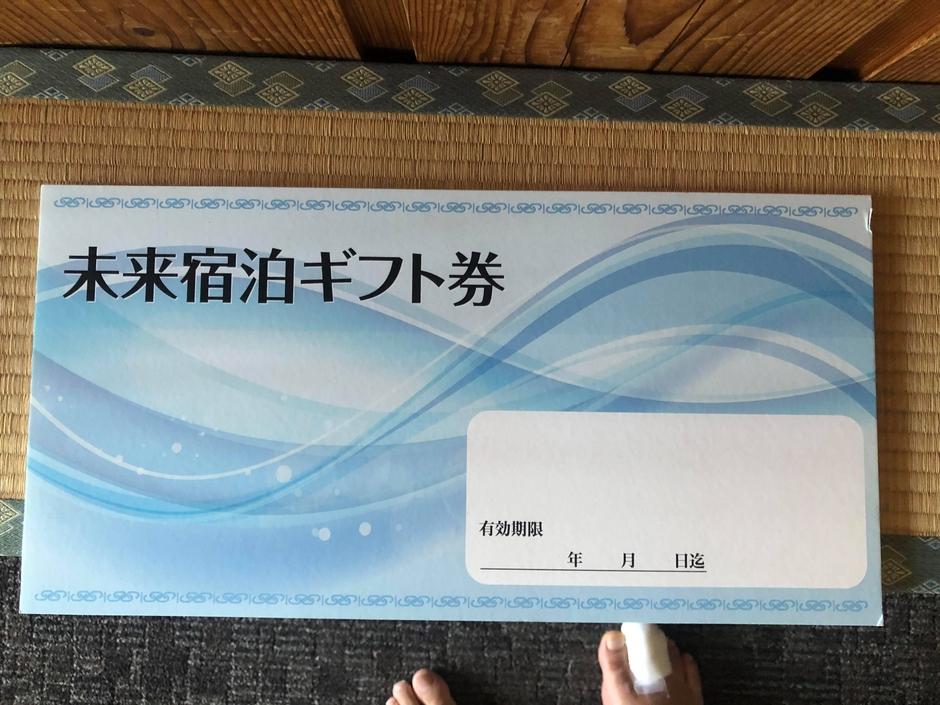 未来宿泊ギフト券
有効期限
年 月 日迄